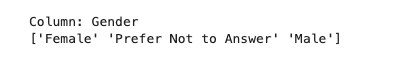 Column: Gender
['Female' 'Prefer Not to Answer' 'Male']